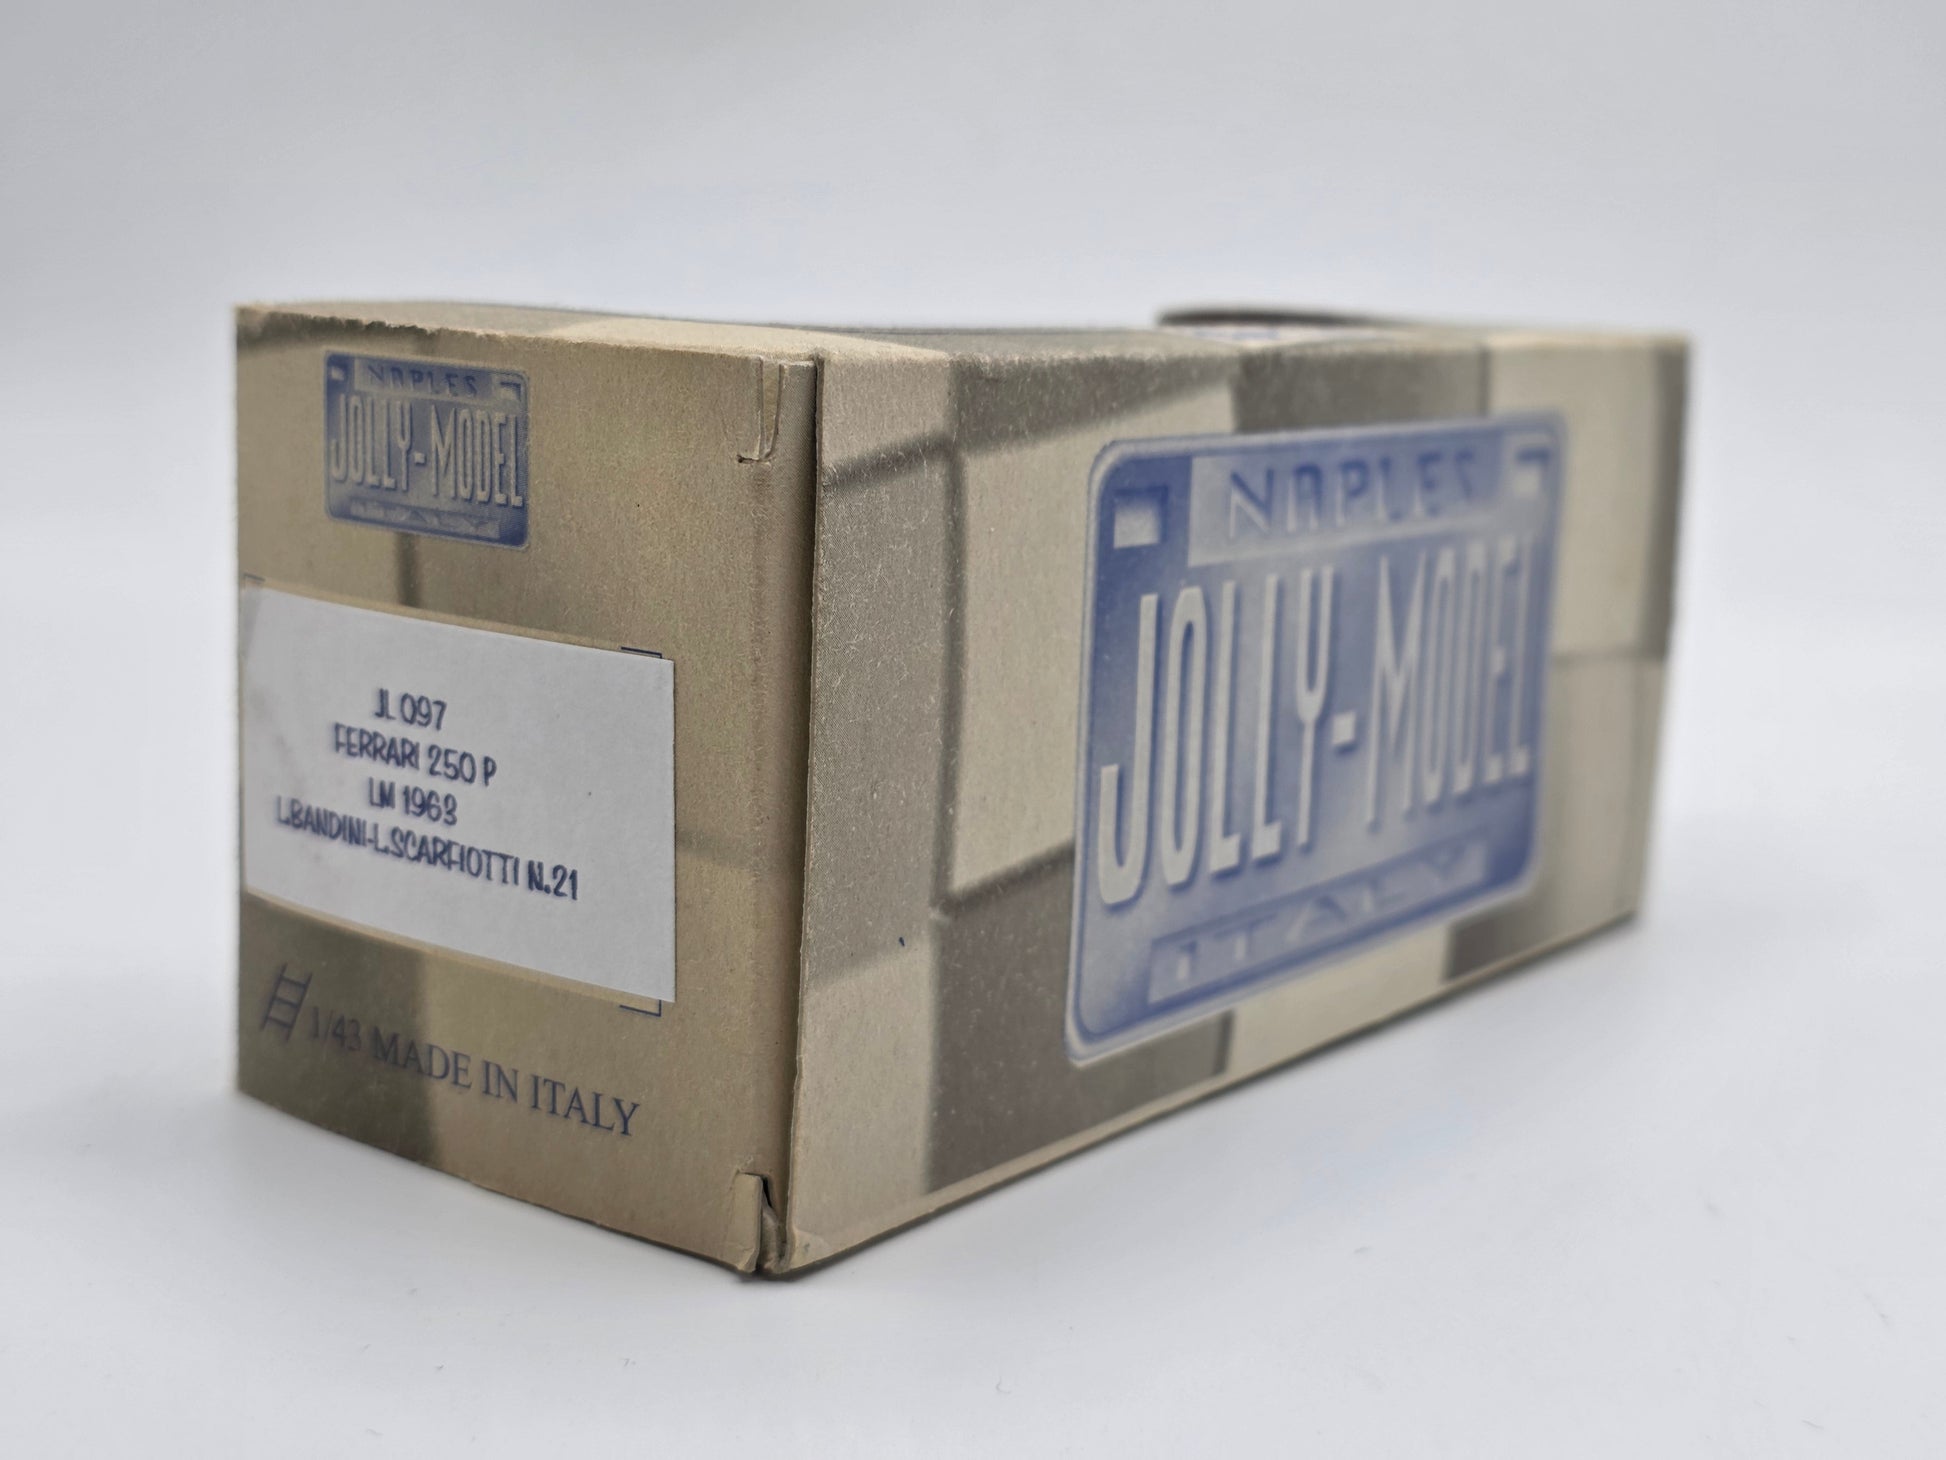 NAPLES
JOLLY-MODEL
JL 097
FERRARI 250 P
LM 1963
L.BANDINI-L.SCARFIOTTI N.21
1/43 MADE IN ITALY
NAPLES
JOLLY-MODEL
ITALY